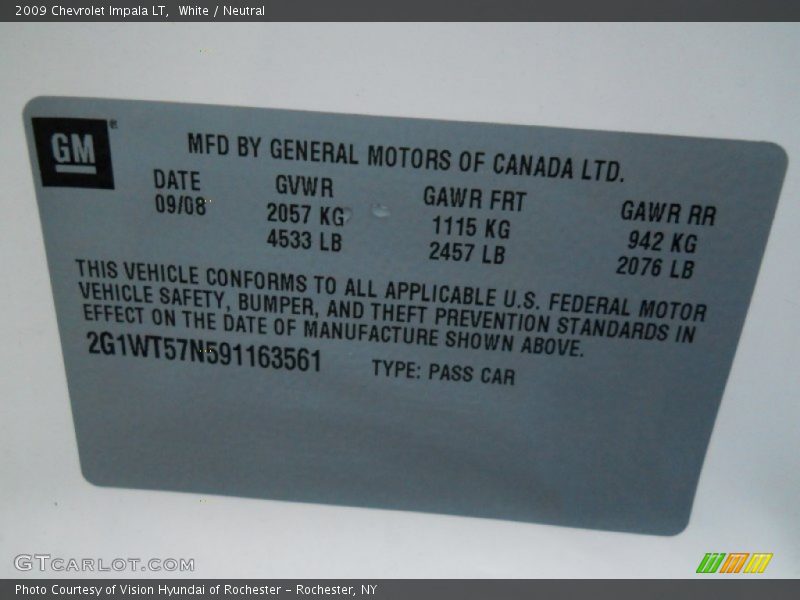 2009 Chevrolet Impala LT,  White / Neutral
GM
MFD BY GENERAL MOTORS OF CANADA LTD.
DATE GVWR GAWR FRT GAWR RR
09/08 2057 KG 1115 KG 942 KG
4533 LB 2457 LB 2076 LB
THIS VEHICLE CONFORMS TO ALL APPLICABLE U.S. FEDERAL MOTOR
VEHICLE SAFETY, BUMPER, AND THEFT PREVENTION STANDARDS IN
EFFECT ON THE DATE OF MANUFACTURE SHOWN ABOVE.
2G1WT57N591163561 TYPE: PASS CAR
GTCARLOT.COM
Photo Courtesy of Vision Hyundai of Rochester – Rochester, NY